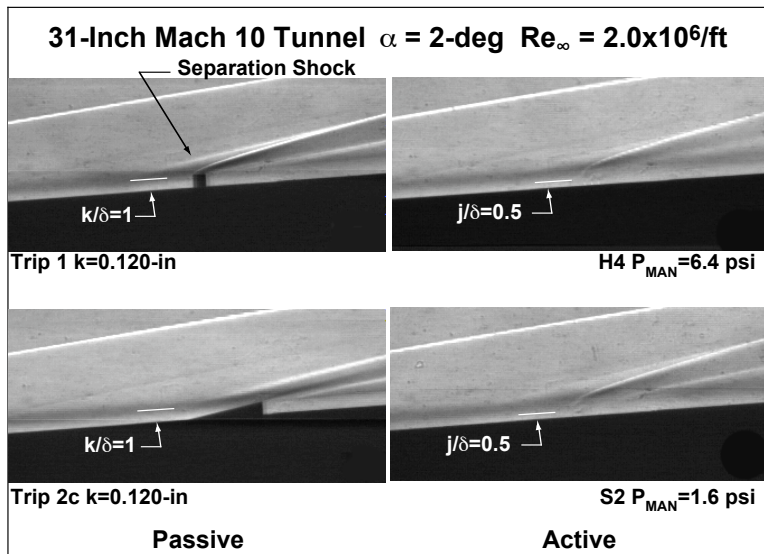 31-Inch Mach 10 Tunnel α = 2-deg Re∞ = 2.0x10⁶/ft
Separation Shock
k/δ=1
j/δ=0.5
Trip 1 k=0.120-in
H4 P_MAN=6.4 psi
k/δ=1
j/δ=0.5
Trip 2c k=0.120-in
S2 P_MAN=1.6 psi
Passive
Active